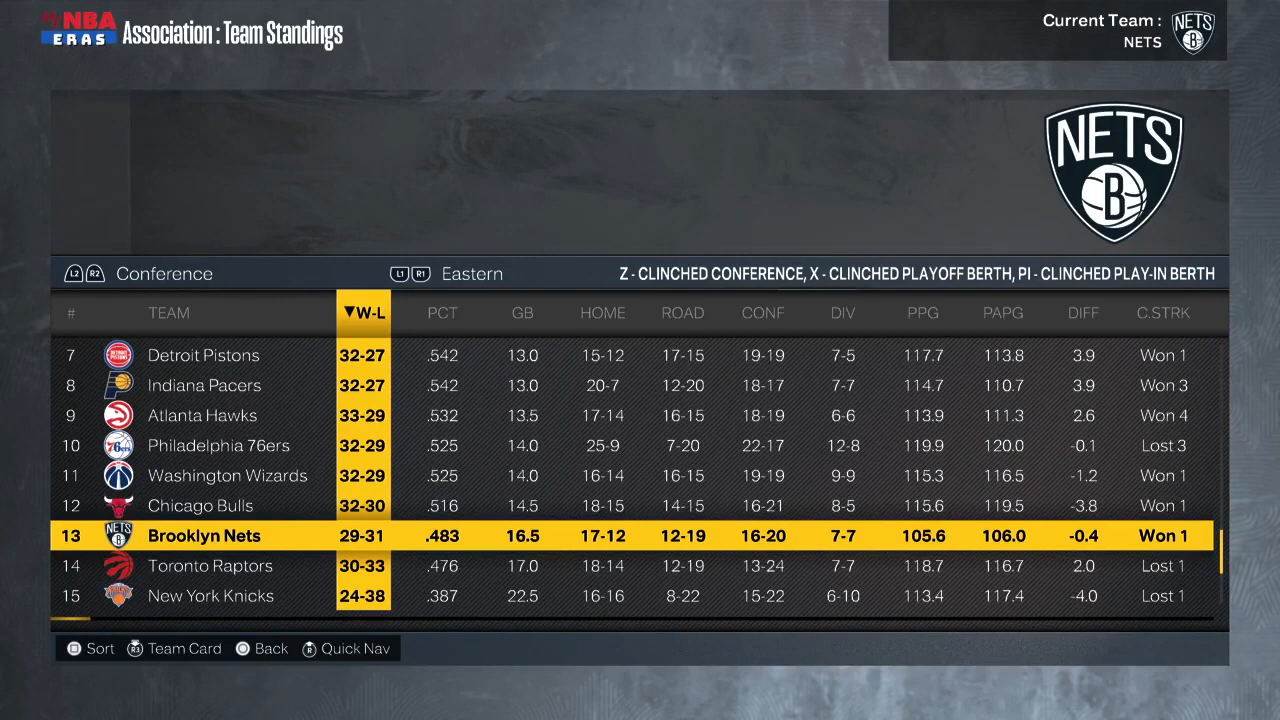 My NBA
ERAS
Association : Team Standings
Current Team :
NETS
NETS
B
NETS
B
L2 R2 Conference L1 R1 Eastern Z - CLINCHED CONFERENCE, X - CLINCHED PLAYOFF BERTH, PI - CLINCHED PLAY-IN BERTH
# TEAM ▼W-L PCT GB HOME ROAD CONF DIV PPG PAPG DIFF C.STRK
7 Detroit Pistons 32-27 .542 13.0 15-12 17-15 19-19 7-5 117.7 113.8 3.9 Won 1
8 Indiana Pacers 32-27 .542 13.0 20-7 12-20 18-17 7-7 114.7 110.7 3.9 Won 3
9 Atlanta Hawks 33-29 .532 13.5 17-14 16-15 18-19 6-6 113.9 111.3 2.6 Won 4
10 76ers Philadelphia 76ers 32-29 .525 14.0 25-9 7-20 22-17 12-8 119.9 120.0 -0.1 Lost 3
11 Washington Wizards 32-29 .525 14.0 16-14 16-15 19-19 9-9 115.3 116.5 -1.2 Won 1
12 Chicago Bulls 32-30 .516 14.5 18-15 14-15 16-21 8-5 115.6 119.5 -3.8 Won 1
13 NETS Brooklyn Nets 29-31 .483 16.5 17-12 12-19 16-20 7-7 105.6 106.0 -0.4 Won 1
14 Toronto Raptors 30-33 .476 17.0 18-14 12-19 13-24 7-7 118.7 116.7 2.0 Lost 1
15 New York Knicks 24-38 .387 22.5 16-16 8-22 15-22 6-10 113.4 117.4 -4.0 Lost 1
Sort R3 Team Card Back R Quick Nav